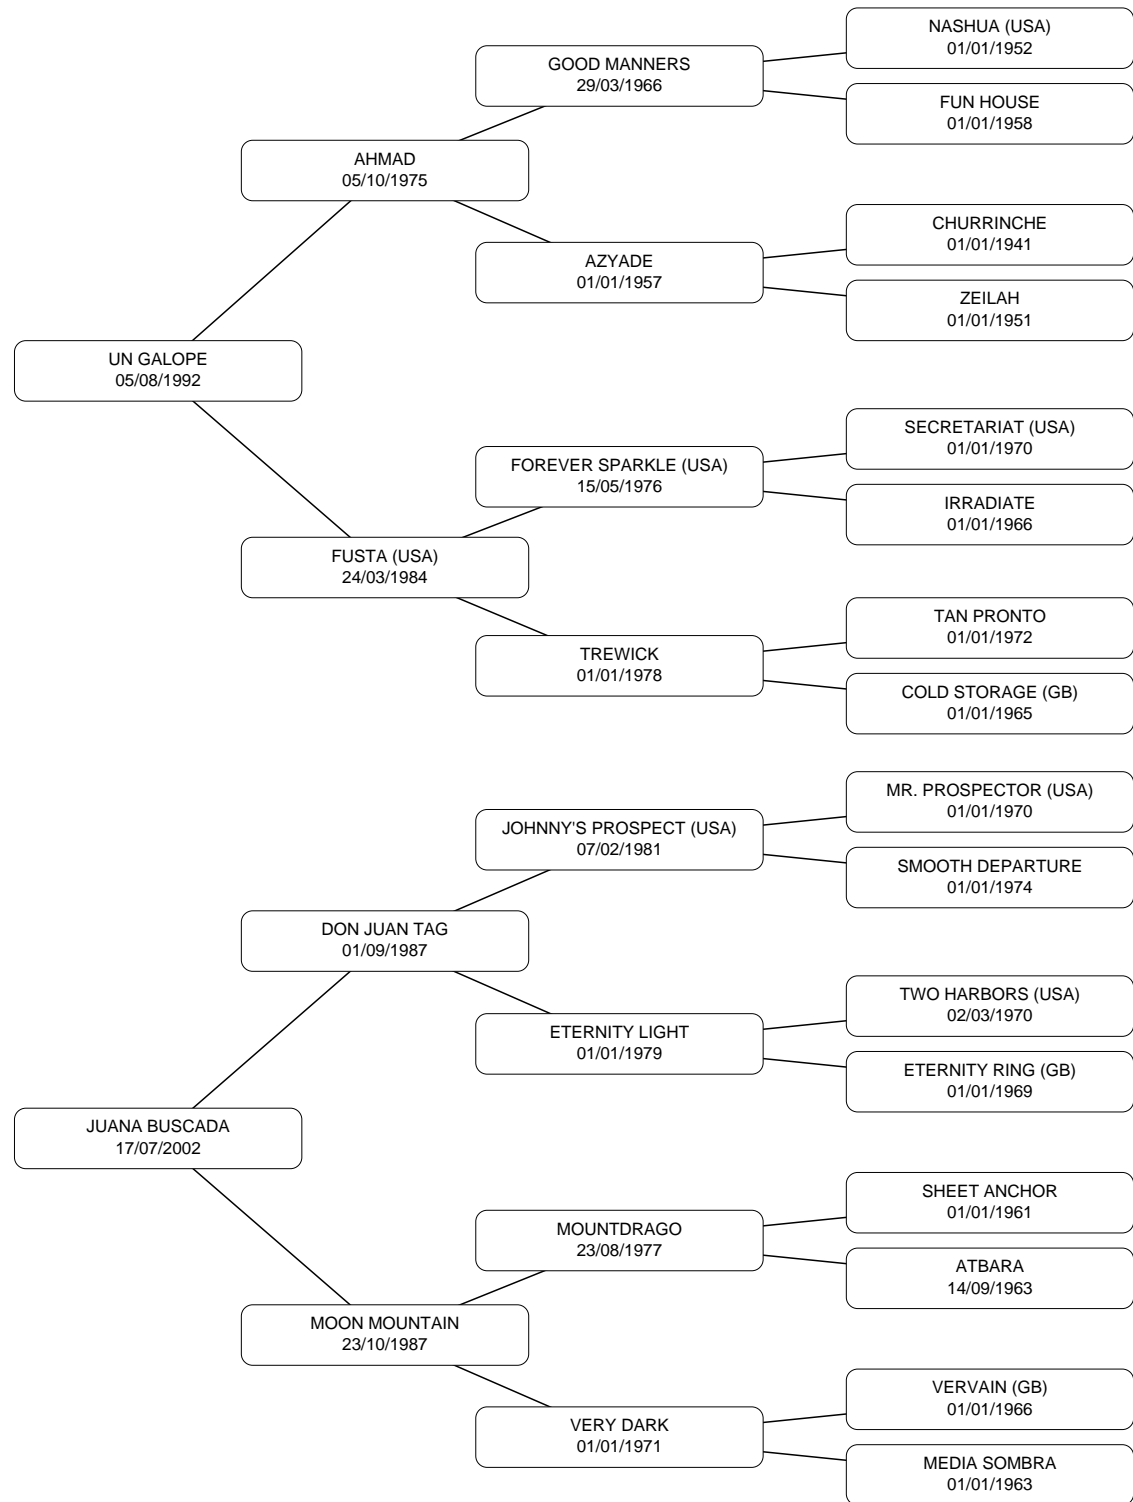 NASHUA (USA)
01/01/1952
GOOD MANNERS
29/03/1966
FUN HOUSE
01/01/1958
AHMAD
05/10/1975
CHURRINCHE
01/01/1941
AZYADE
01/01/1957
ZEILAH
01/01/1951
UN GALOPE
05/08/1992
SECRETARIAT (USA)
01/01/1970
FOREVER SPARKLE (USA)
15/05/1976
IRRADIATE
01/01/1966
FUSTA (USA)
24/03/1984
TAN PRONTO
01/01/1972
TREWICK
01/01/1978
COLD STORAGE (GB)
01/01/1965
MR. PROSPECTOR (USA)
01/01/1970
JOHNNY'S PROSPECT (USA)
07/02/1981
SMOOTH DEPARTURE
01/01/1974
DON JUAN TAG
01/09/1987
TWO HARBORS (USA)
02/03/1970
ETERNITY LIGHT
01/01/1979
ETERNITY RING (GB)
01/01/1969
JUANA BUSCADA
17/07/2002
SHEET ANCHOR
01/01/1961
MOUNTDRAGO
23/08/1977
ATBARA
14/09/1963
MOON MOUNTAIN
23/10/1987
VERVAIN (GB)
01/01/1966
VERY DARK
01/01/1971
MEDIA SOMBRA
01/01/1963